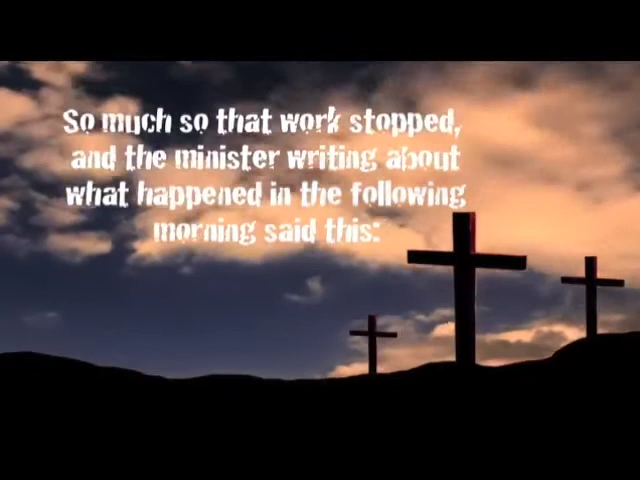 So much so that work stopped,
and the minister writing about
what happened in the following
morning said this: